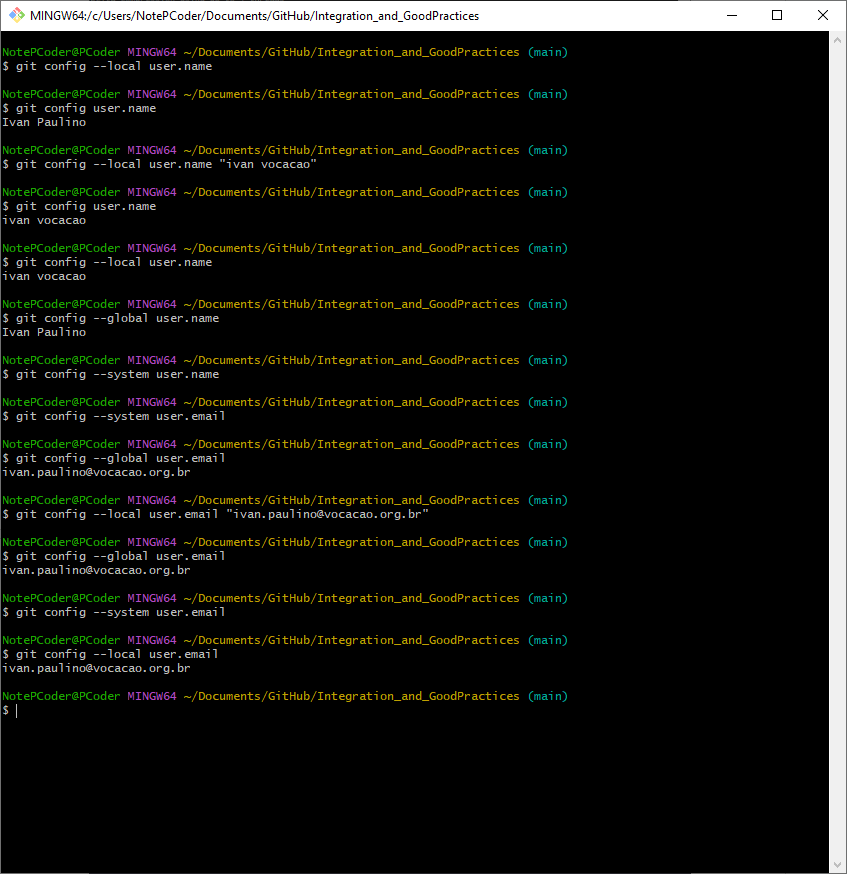 MINGW64:/c/Users/NotePCoder/Documents/GitHub/Integration_and_GoodPractices
NotePCoder@PCoder MINGW64 ~/Documents/GitHub/Integration_and_GoodPractices (main)
$ git config --local user.name
NotePCoder@PCoder MINGW64 ~/Documents/GitHub/Integration_and_GoodPractices (main)
$ git config user.name
Ivan Paulino
NotePCoder@PCoder MINGW64 ~/Documents/GitHub/Integration_and_GoodPractices (main)
$ git config --local user.name "ivan vocacao"
NotePCoder@PCoder MINGW64 ~/Documents/GitHub/Integration_and_GoodPractices (main)
$ git config user.name
ivan vocacao
NotePCoder@PCoder MINGW64 ~/Documents/GitHub/Integration_and_GoodPractices (main)
$ git config --local user.name
ivan vocacao
NotePCoder@PCoder MINGW64 ~/Documents/GitHub/Integration_and_GoodPractices (main)
$ git config --global user.name
Ivan Paulino
NotePCoder@PCoder MINGW64 ~/Documents/GitHub/Integration_and_GoodPractices (main)
$ git config --system user.name
NotePCoder@PCoder MINGW64 ~/Documents/GitHub/Integration_and_GoodPractices (main)
$ git config --system user.email
NotePCoder@PCoder MINGW64 ~/Documents/GitHub/Integration_and_GoodPractices (main)
$ git config --global user.email
ivan.paulino@vocacao.org.br
NotePCoder@PCoder MINGW64 ~/Documents/GitHub/Integration_and_GoodPractices (main)
$ git config --local user.email "ivan.paulino@vocacao.org.br"
NotePCoder@PCoder MINGW64 ~/Documents/GitHub/Integration_and_GoodPractices (main)
$ git config --global user.email
ivan.paulino@vocacao.org.br
NotePCoder@PCoder MINGW64 ~/Documents/GitHub/Integration_and_GoodPractices (main)
$ git config --system user.email
NotePCoder@PCoder MINGW64 ~/Documents/GitHub/Integration_and_GoodPractices (main)
$ git config --local user.email
ivan.paulino@vocacao.org.br
NotePCoder@PCoder MINGW64 ~/Documents/GitHub/Integration_and_GoodPractices (main)
$